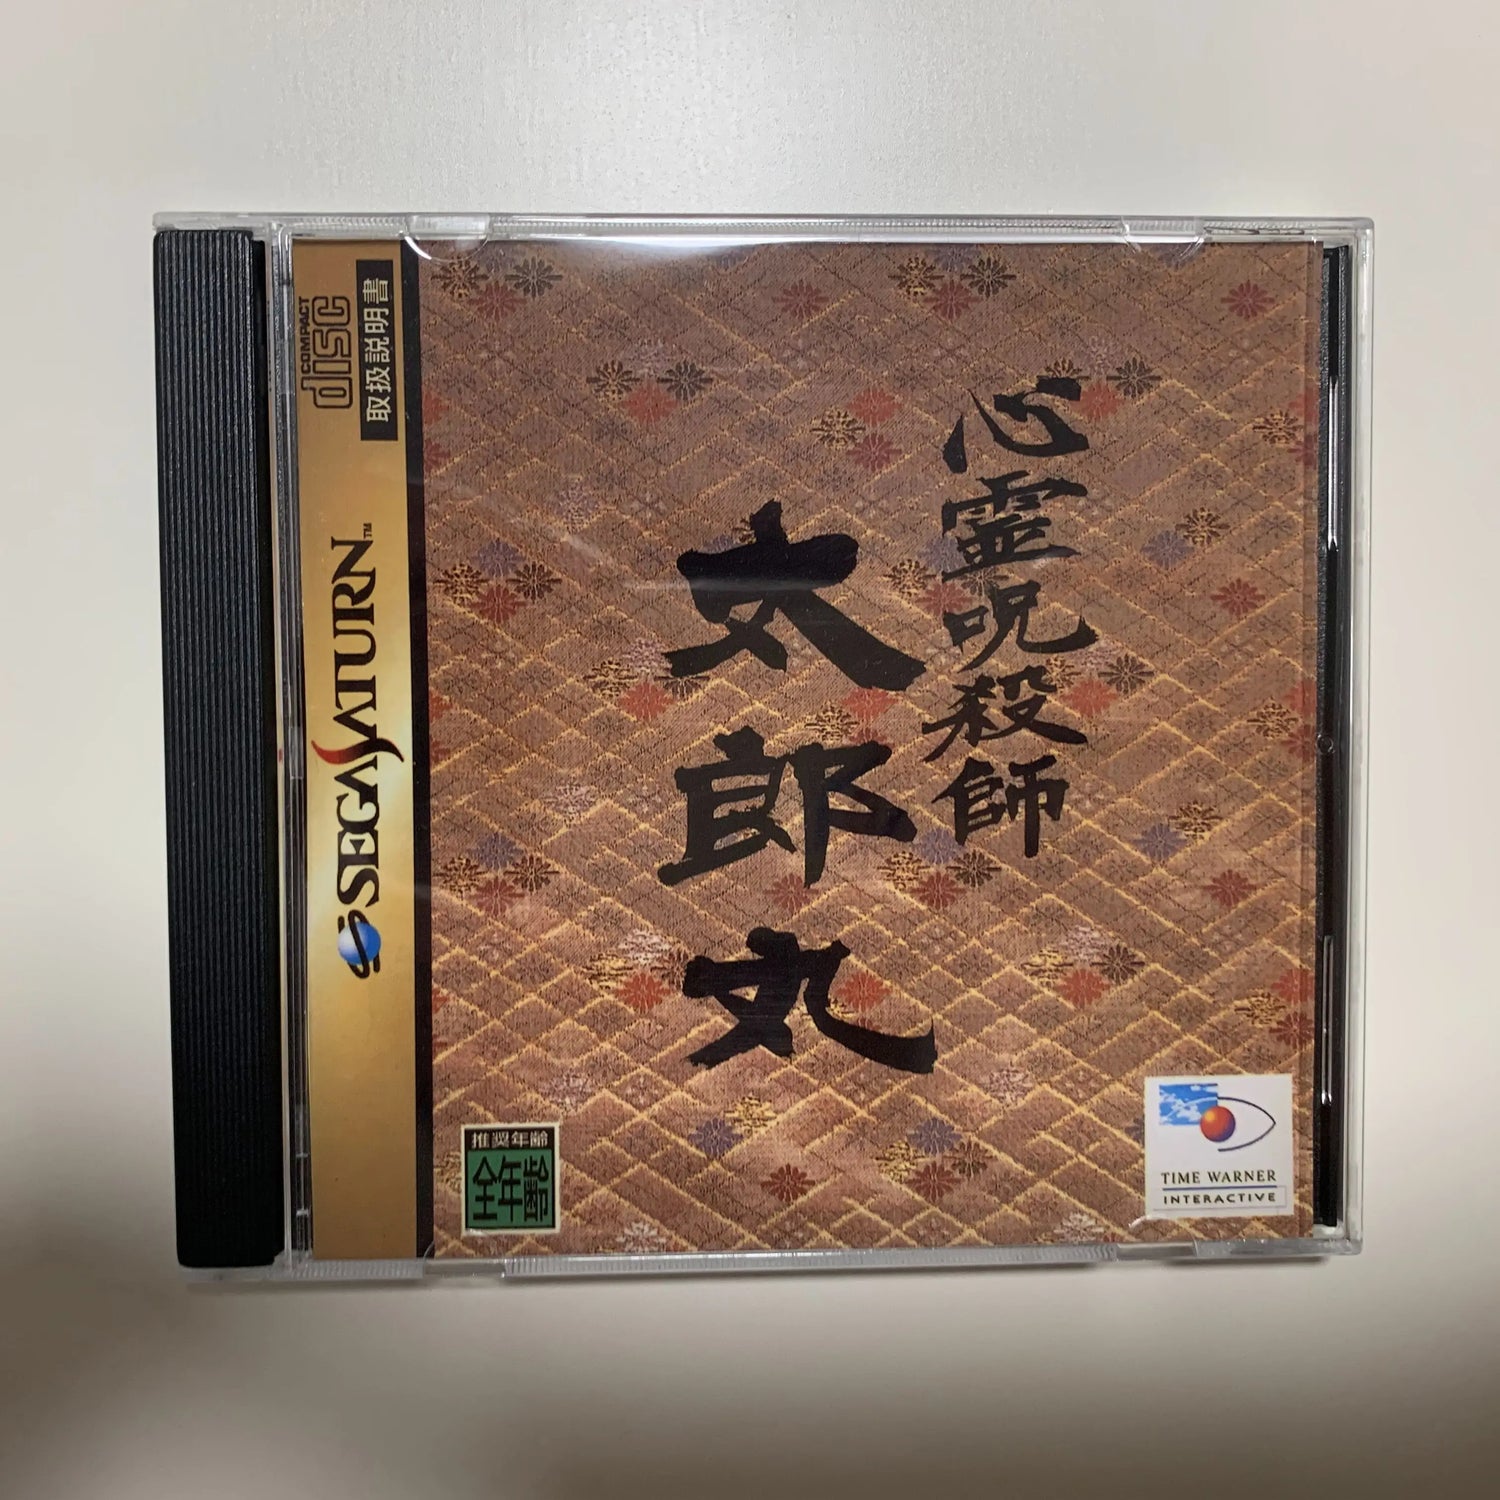 COMPACT
disc
取扱説明書
SEGA SATURN™
心霊呪殺師
太郎丸
推奨年齢
全年齢
TIME WARNER
INTERACTIVE